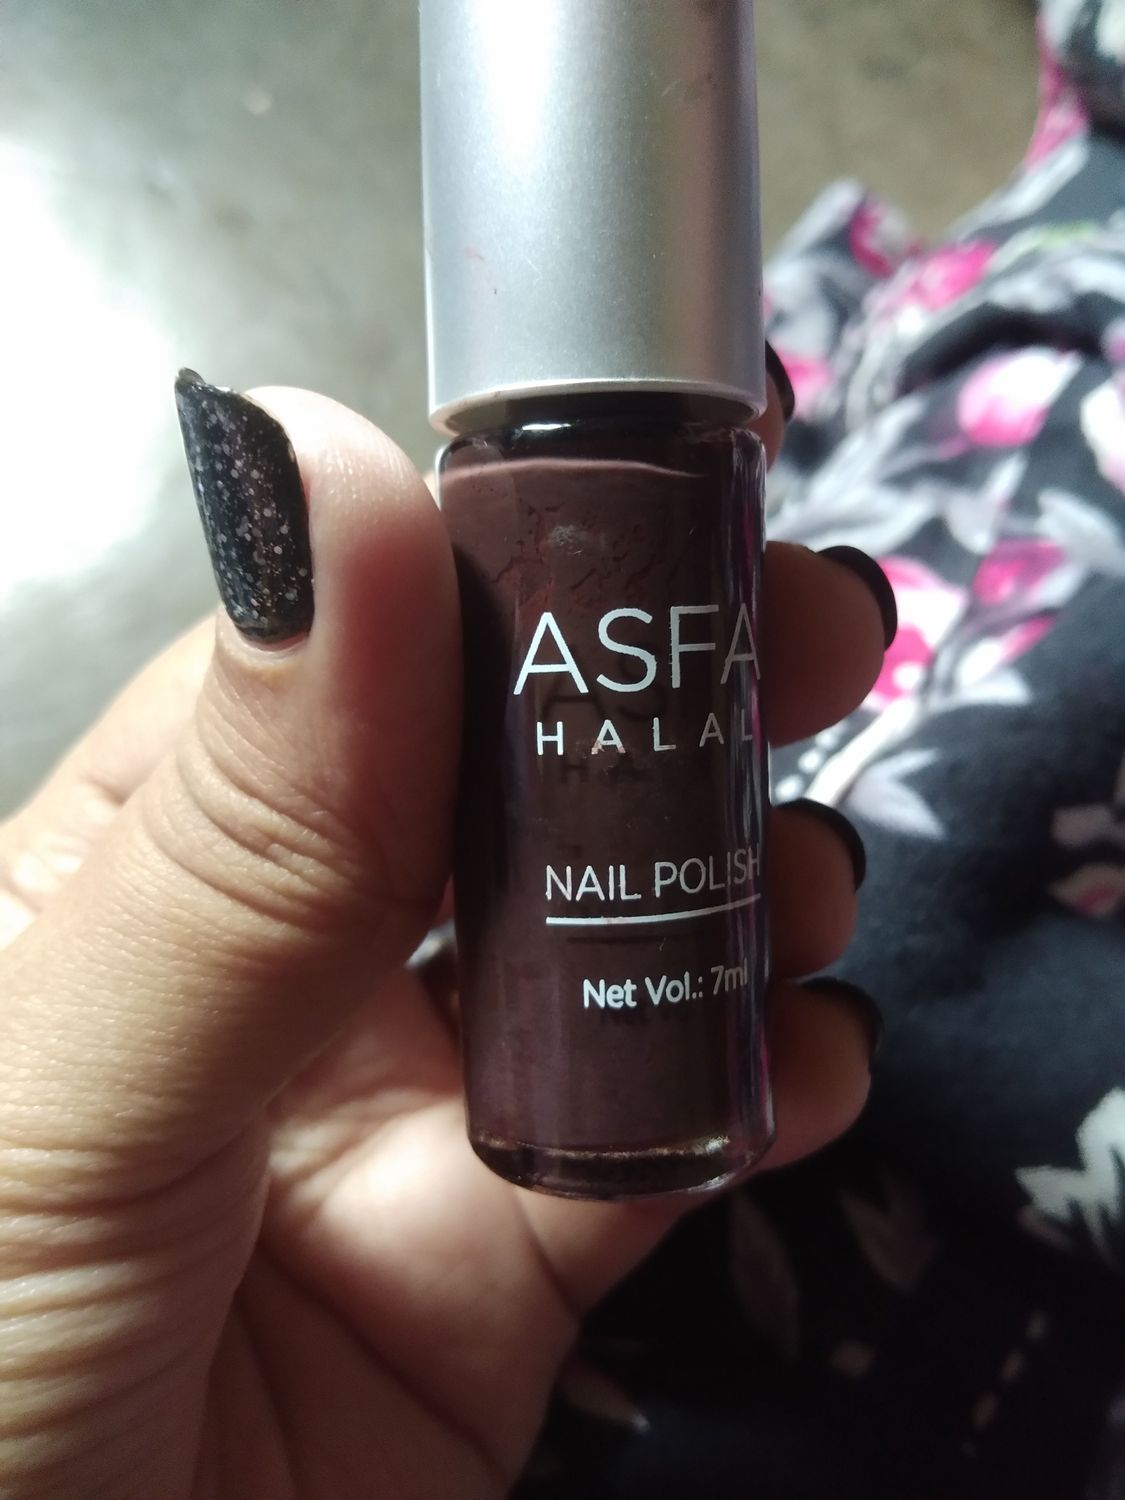 ASFA
HALAL
NAIL POLISH
Net Vol.: 7ml